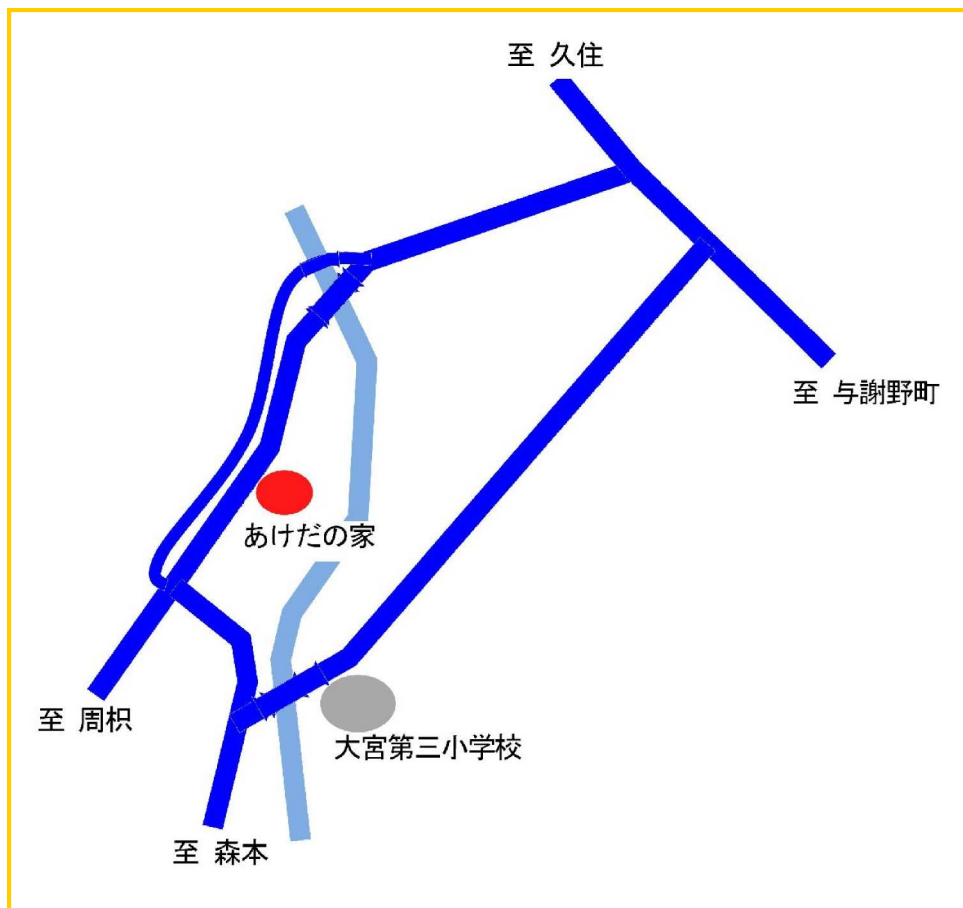 至 久住
至 与謝野町
あけだの家
至 周枳
大宮第三小学校
至 森本